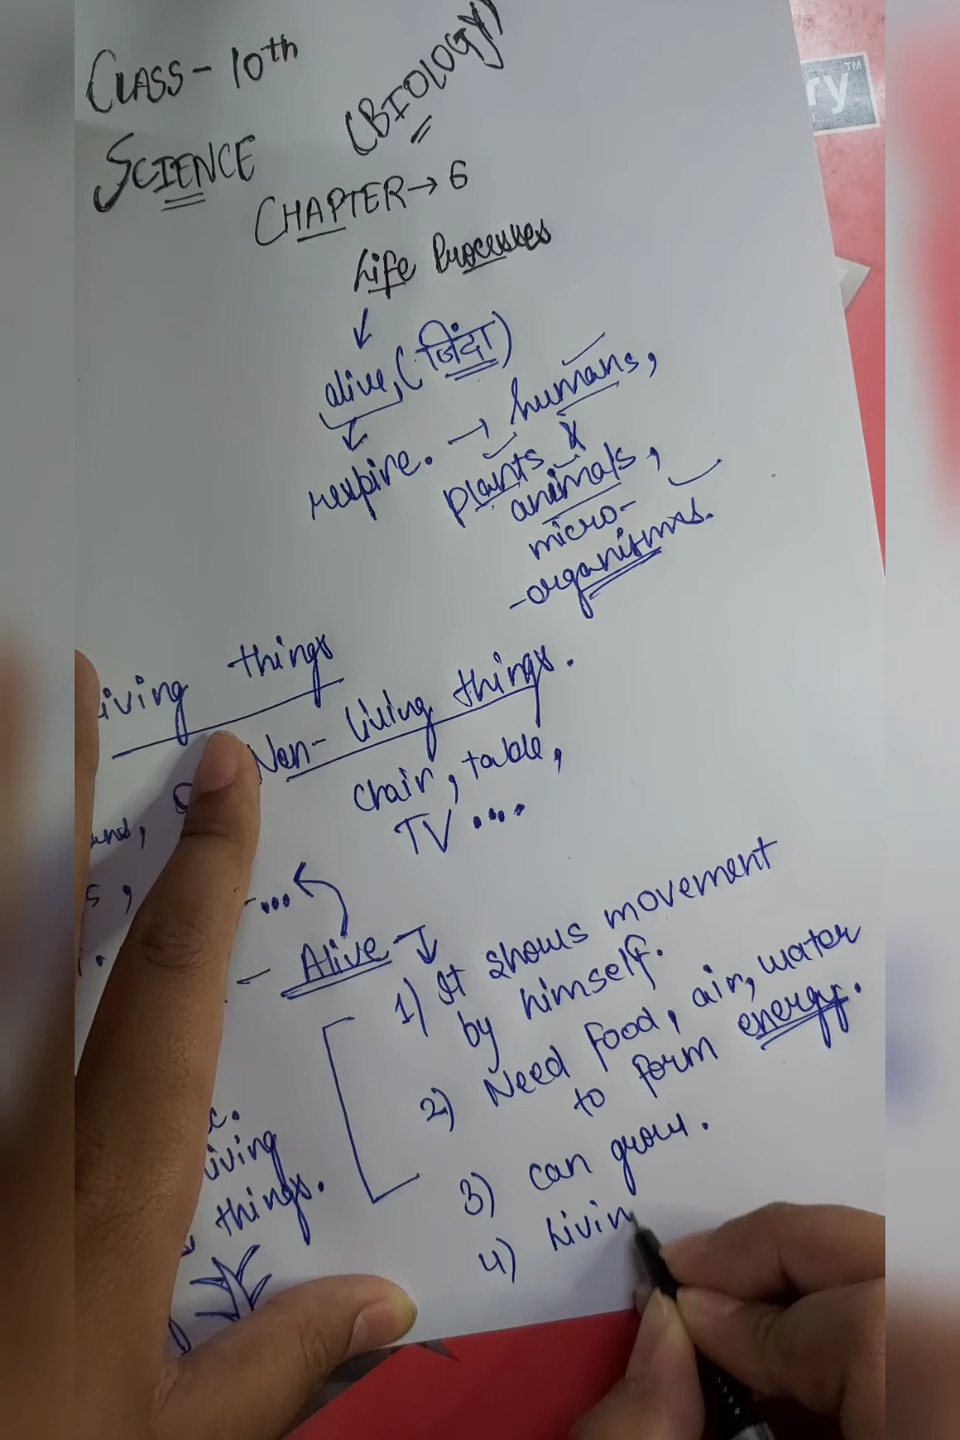 CLASS - 10th
SCIENCE (BIOLOGY)
CHAPTER → 6
Life Processes
alive, (जिंदा)
respire. → humans,
plants &
animals,
micro-
-organisms.
iving things
Non-living things.
chair, table,
TV ....
Alive
1) It shows movement
by himself.
2) Need food, air, water
to form energy.
3) can grow.
4) Livin
iving
things.
ry TM